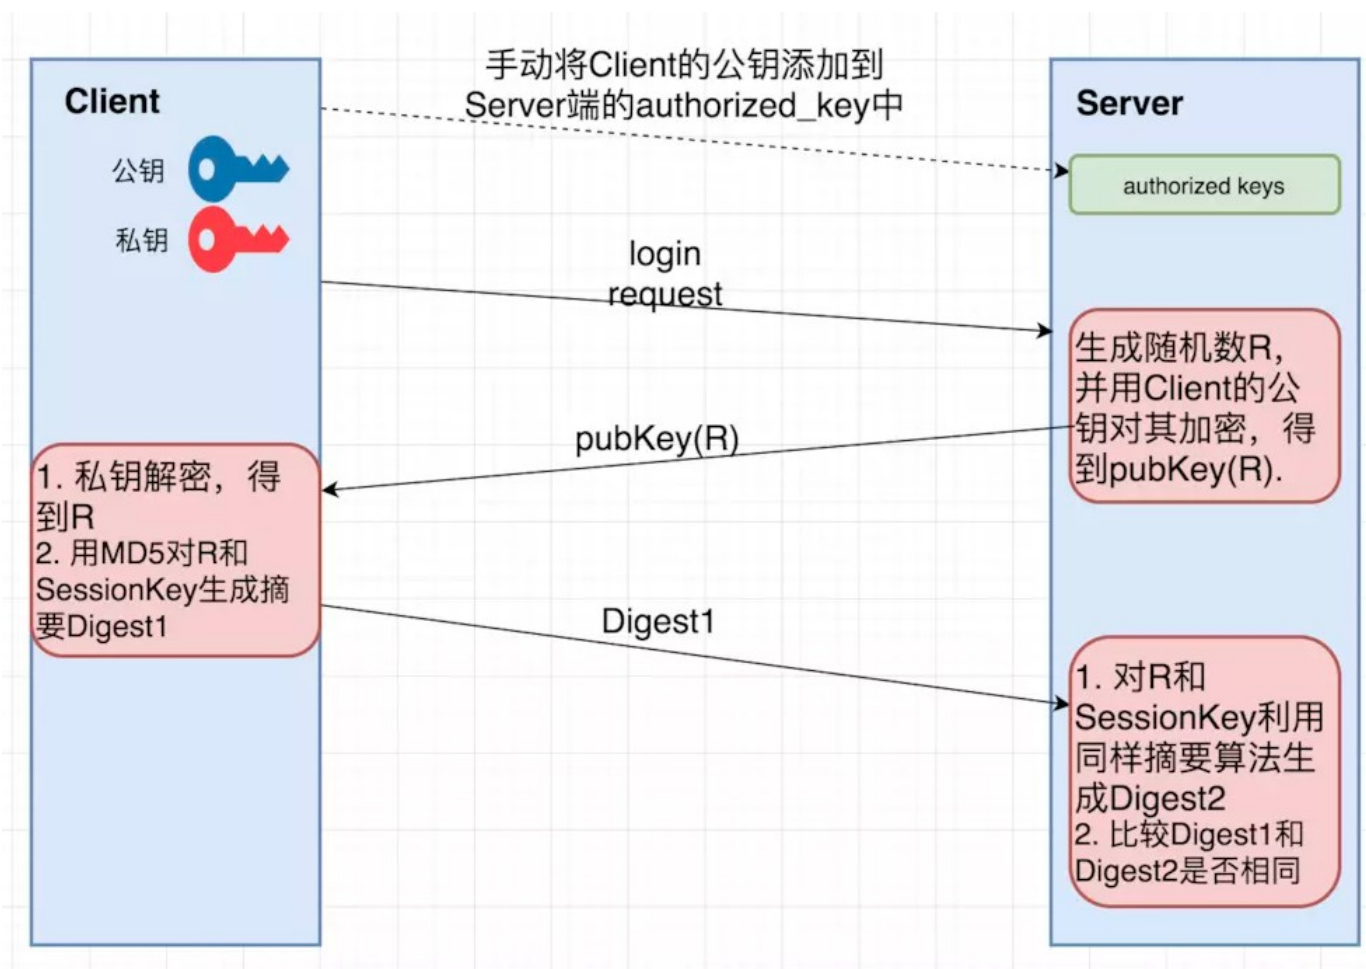 手动将Client的公钥添加到
Server端的authorized_key中
Client
公钥
私钥
Server
authorized keys
login
request
生成随机数R，
并用Client的公
钥对其加密，得
到pubKey(R).
pubKey(R)
1. 私钥解密，得
到R
2. 用MD5对R和
SessionKey生成摘
要Digest1
Digest1
1. 对R和
SessionKey利用
同样摘要算法生
成Digest2
2. 比较Digest1和
Digest2是否相同